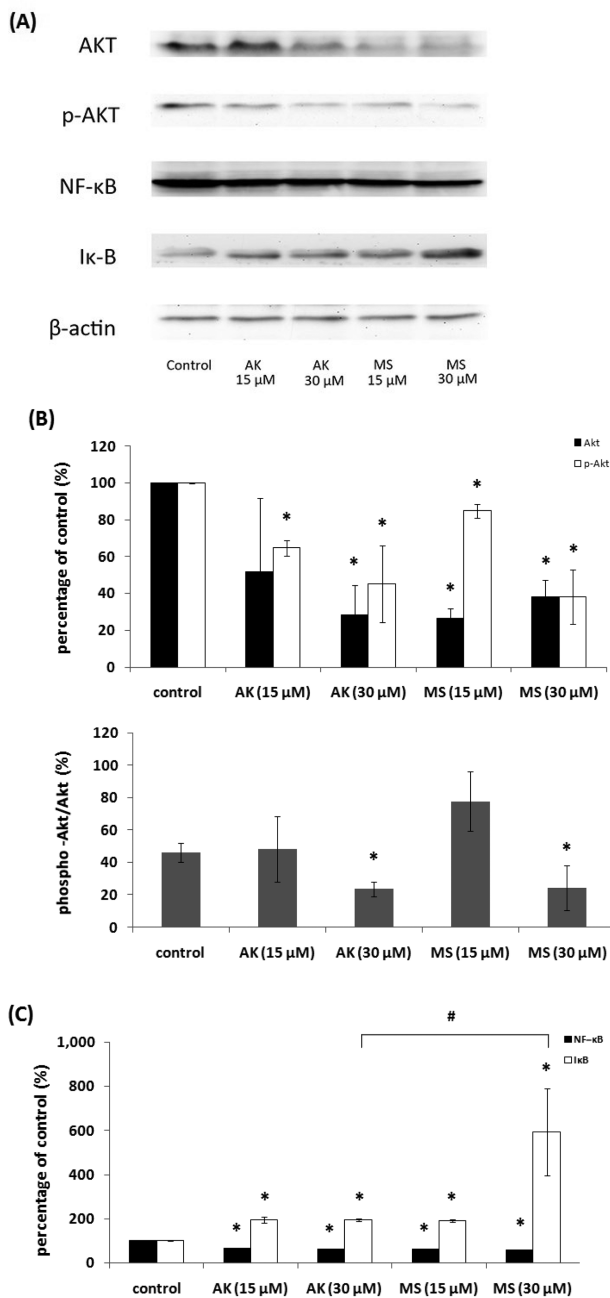 (A)
AKT
p-AKT
NF-κB
Iκ-B
β-actin
Control AK AK MS MS
15 μM 30 μM 15 μM 30 μM
(B)
Akt
p-Akt
percentage of control (%)
120
100
80
60
40
20
0
* * * * * * *
control AK (15 μM) AK (30 μM) MS (15 μM) MS (30 μM)
phospho -Akt/Akt (%)
120
100
80
60
40
20
0
* *
control AK (15 μM) AK (30 μM) MS (15 μM) MS (30 μM)
(C)
#
NF–κB
IκB
percentage of control (%)
1,000
800
600
400
200
0
* * * * * * * *
control AK (15 μM) AK (30 μM) MS (15 μM) MS (30 μM)